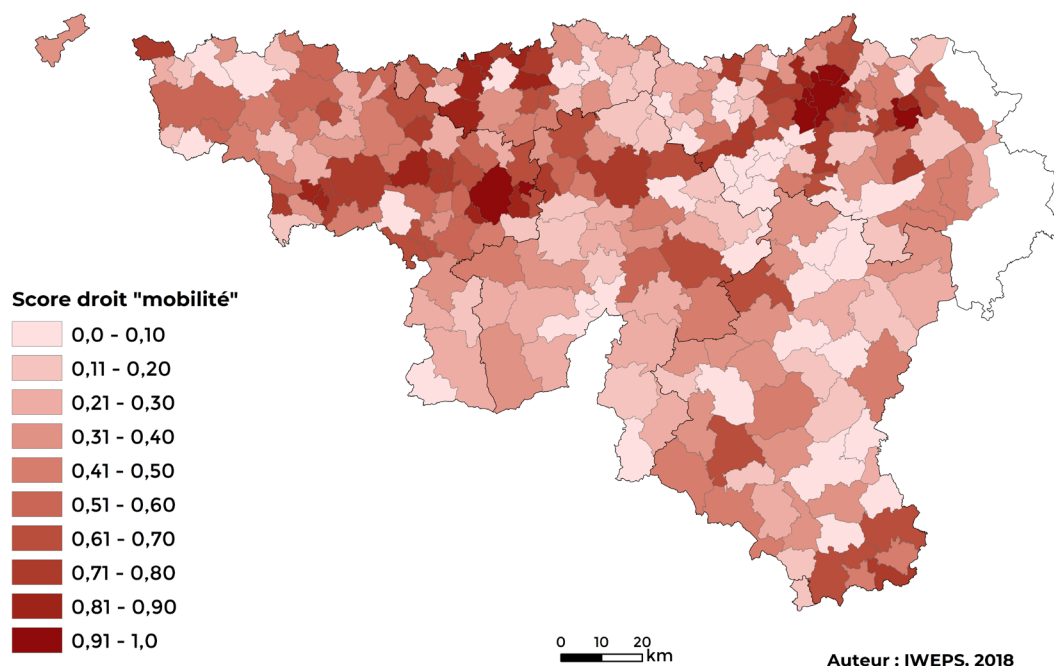 Score droit "mobilité"
0,0 - 0,10
0,11 - 0,20
0,21 - 0,30
0,31 - 0,40
0,41 - 0,50
0,51 - 0,60
0,61 - 0,70
0,71 - 0,80
0,81 - 0,90
0,91 - 1,0
0 10 20
km
Auteur : IWEPS, 2018